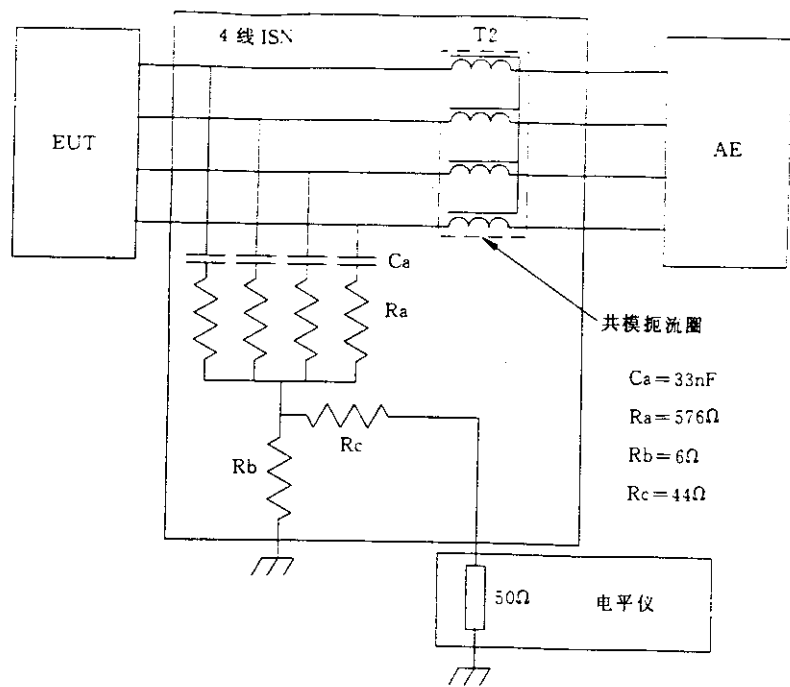 4 线 ISN
T2
EUT
AE
Ca
Ra
共模扼流圈
Ca=33nF
Ra=576Ω
Rb=6Ω
Rc=44Ω
Rc
Rb
50Ω
电平仪